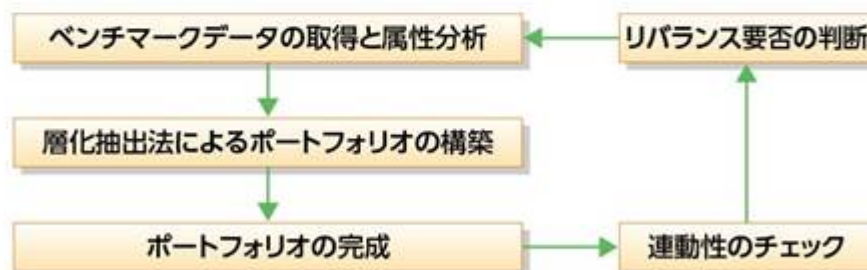 ベンチマークデータの取得と属性分析
リバランス要否の判断
層化抽出法によるポートフォリオの構築
ポートフォリオの完成
連動性のチェック